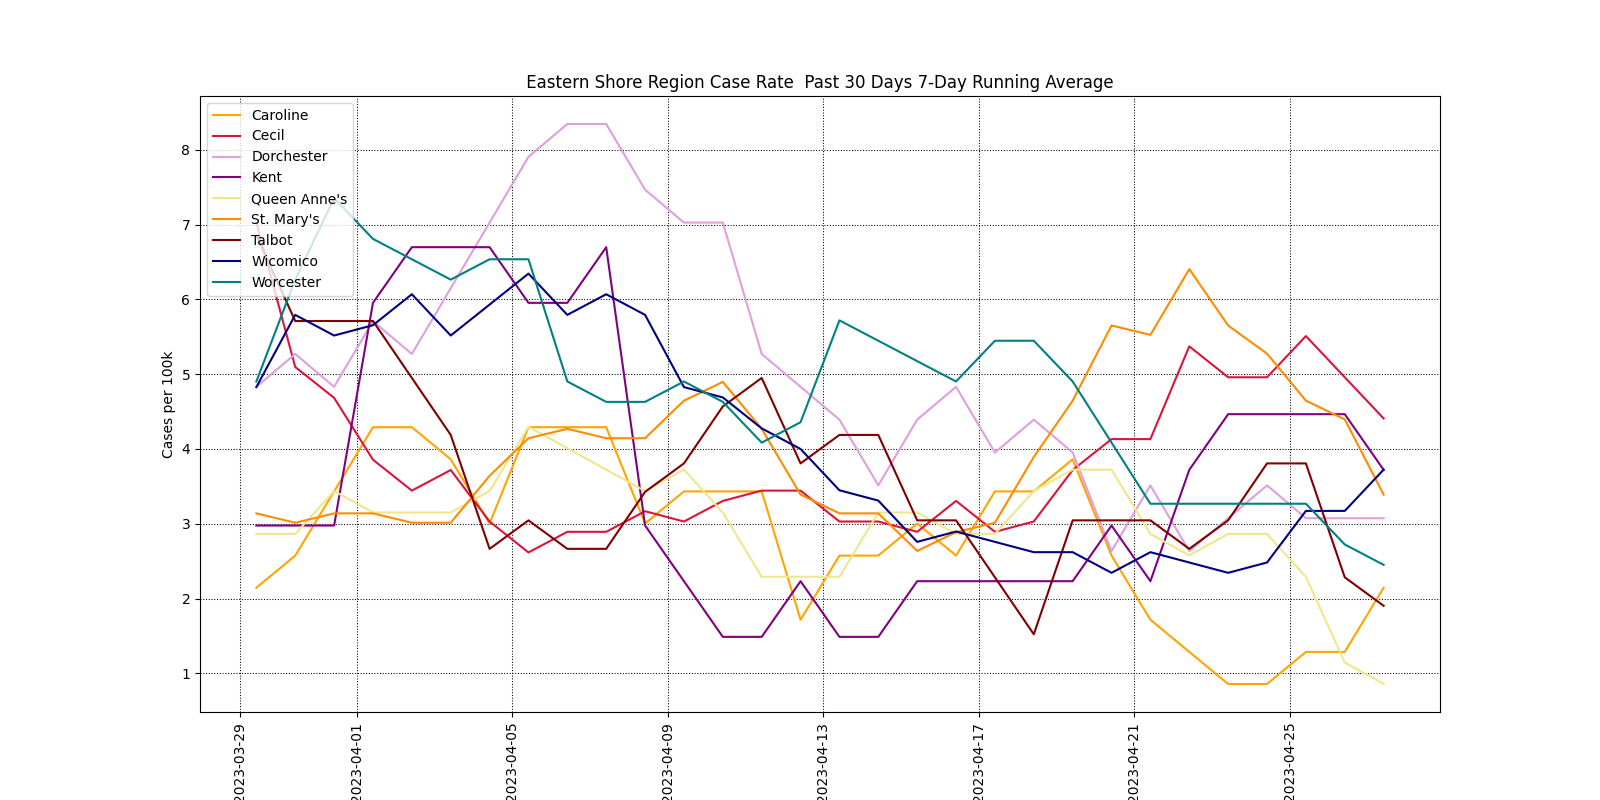 Eastern Shore Region Case Rate  Past 30 Days 7-Day Running Average
Caroline
Cecil
Dorchester
Kent
Queen Anne's
St. Mary's
Talbot
Wicomico
Worcester
Cases per 100k
8
7
6
5
4
3
2
1
2023-03-29
2023-04-01
2023-04-05
2023-04-09
2023-04-13
2023-04-17
2023-04-21
2023-04-25